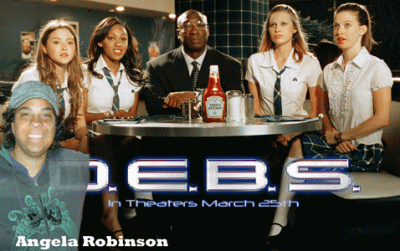 D.E.B.S.
In Theaters March 25th
Angela Robinson